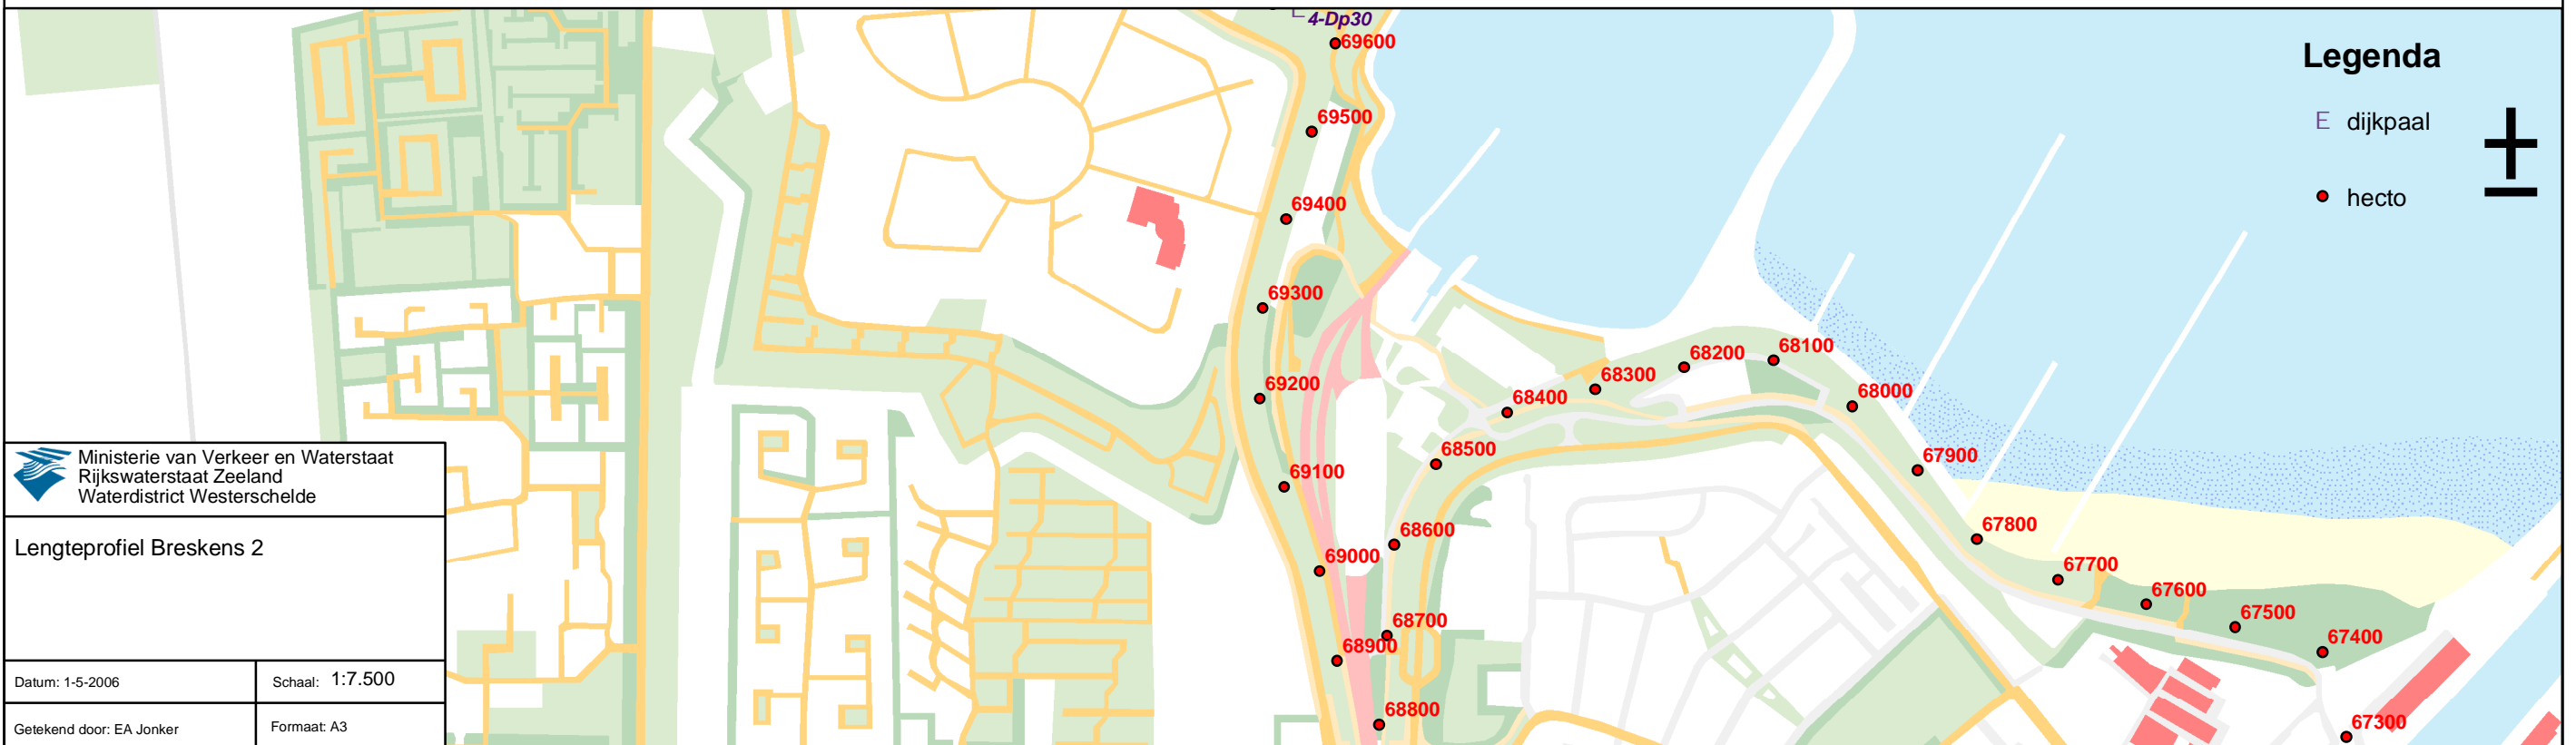 E 4-Dp30
69600
69500
69400
69300
69200
69100
69000
68900
68800
68700
68600
68500
68400
68300
68200
68100
68000
67900
67800
67700
67600
67500
67400
67300
Legenda
E dijkpaal
hecto
Ministerie van Verkeer en Waterstaat
Rijkswaterstaat Zeeland
Waterdistrict Westerschelde
Lengteprofiel Breskens 2
Datum: 1-5-2006
Schaal: 1:7.500
Getekend door: EA Jonker
Formaat: A3